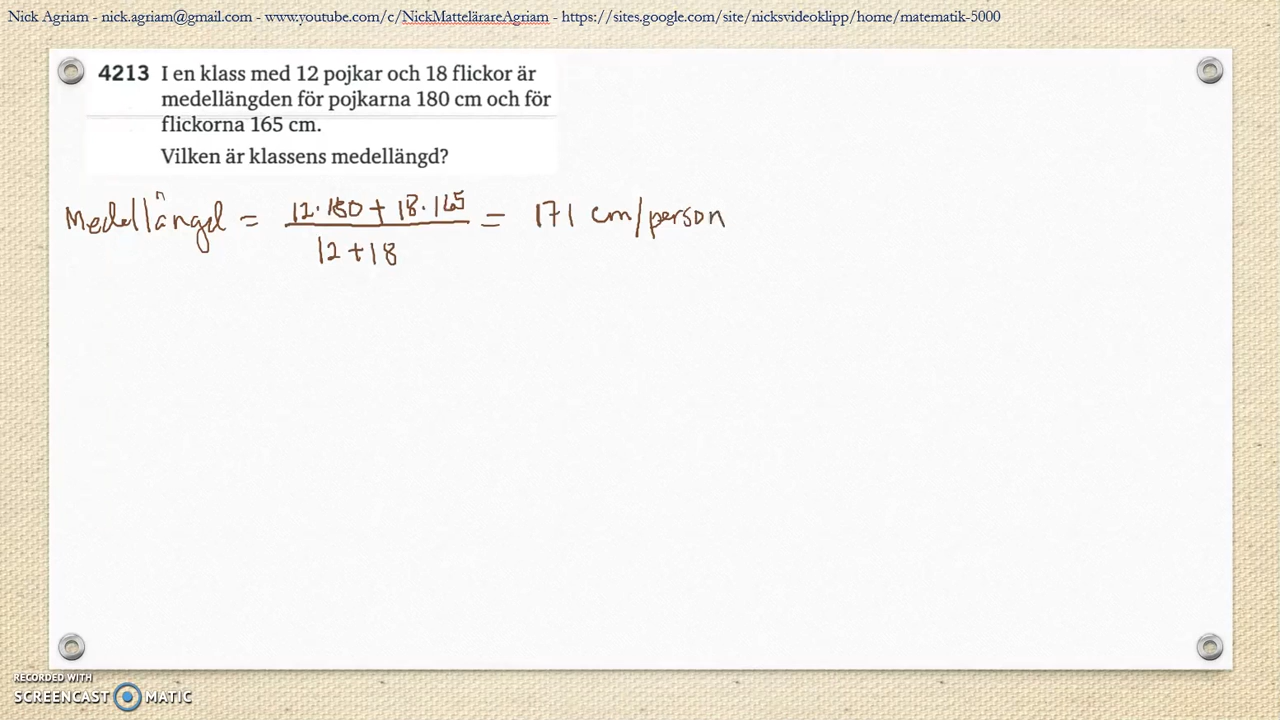 Nick Agriam - nick.agriam@gmail.com - www.youtube.com/c/NickMattelärareAgriam - https://sites.google.com/site/nicksvideoklipp/home/matematik-5000
4213 I en klass med 12 pojkar och 18 flickor är
medellängden för pojkarna 180 cm och för
flickorna 165 cm.
Vilken är klassens medellängd?
Medellängd = (12·180 + 18·165) / (12+18) = 171 cm/person
RECORDED WITH
SCREENCAST MATIC